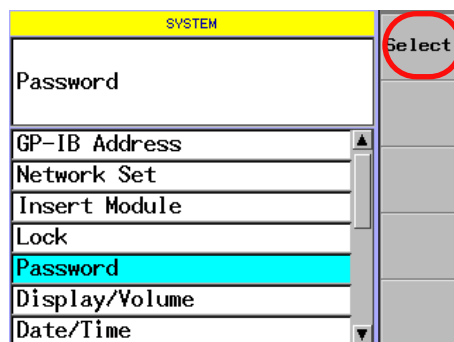 SYSTEM
Select
Password
GP-IB Address
Network Set
Insert Module
Lock
Password
Display/Volume
Date/Time